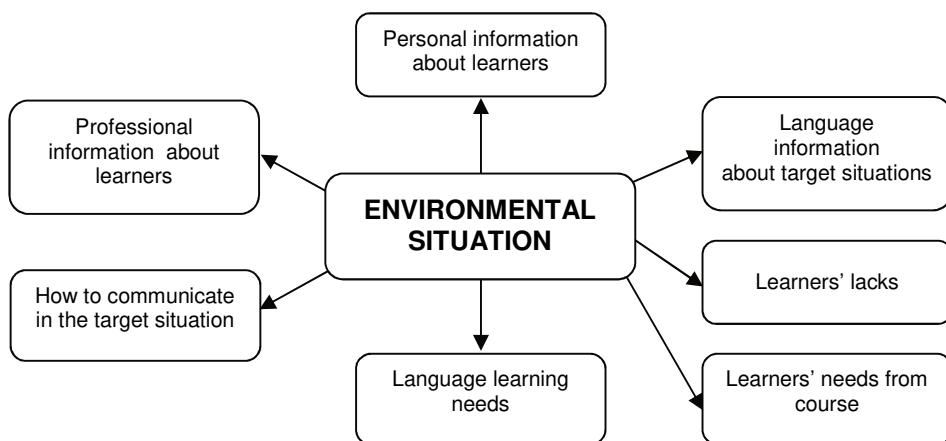 Personal information
about learners
Professional
information about
learners
Language
information
about target situations
ENVIRONMENTAL
SITUATION
How to communicate
in the target situation
Learners’ lacks
Language learning
needs
Learners’ needs from
course